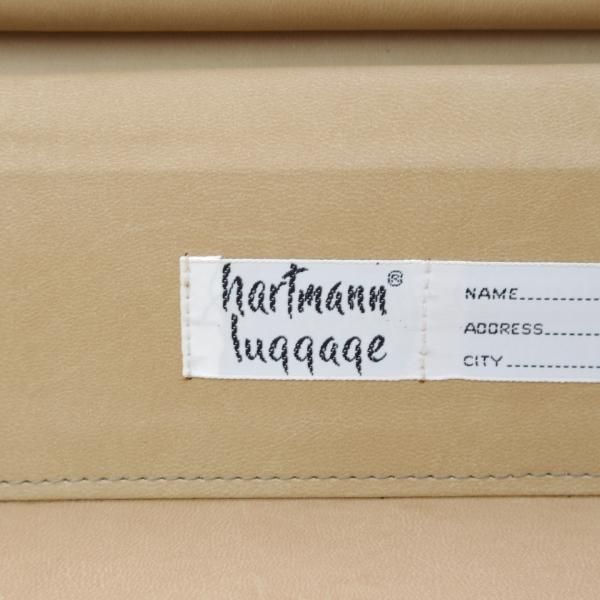 hartmann®
luggage
NAME
ADDRESS
CITY